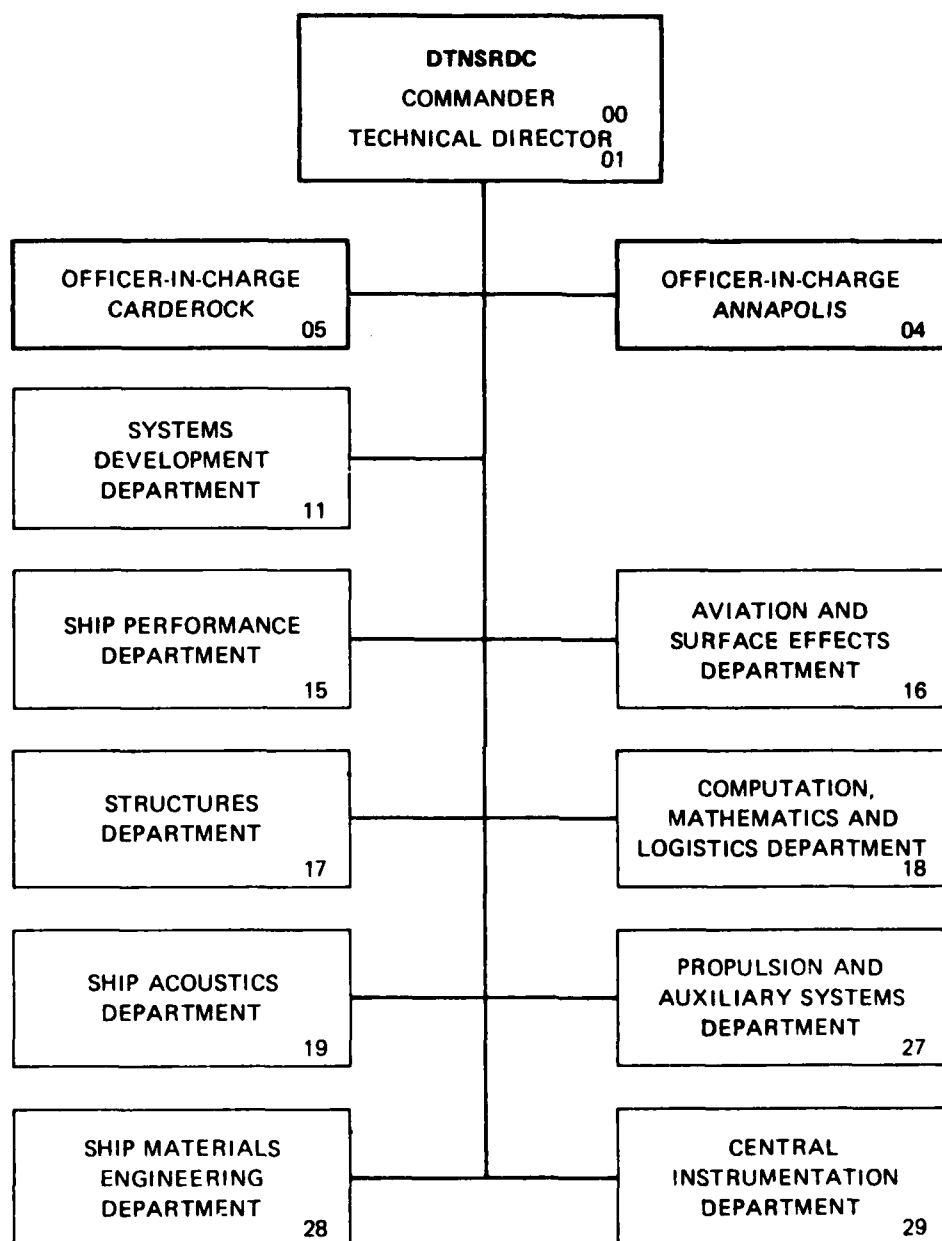 DTNSRDC
COMMANDER
00
TECHNICAL DIRECTOR
01
OFFICER-IN-CHARGE
CARDEROCK
05
OFFICER-IN-CHARGE
ANNAPOLIS
04
SYSTEMS
DEVELOPMENT
DEPARTMENT
11
SHIP PERFORMANCE
DEPARTMENT
15
AVIATION AND
SURFACE EFFECTS
DEPARTMENT
16
STRUCTURES
DEPARTMENT
17
COMPUTATION,
MATHEMATICS AND
LOGISTICS DEPARTMENT
18
SHIP ACOUSTICS
DEPARTMENT
19
PROPULSION AND
AUXILIARY SYSTEMS
DEPARTMENT
27
SHIP MATERIALS
ENGINEERING
DEPARTMENT
28
CENTRAL
INSTRUMENTATION
DEPARTMENT
29